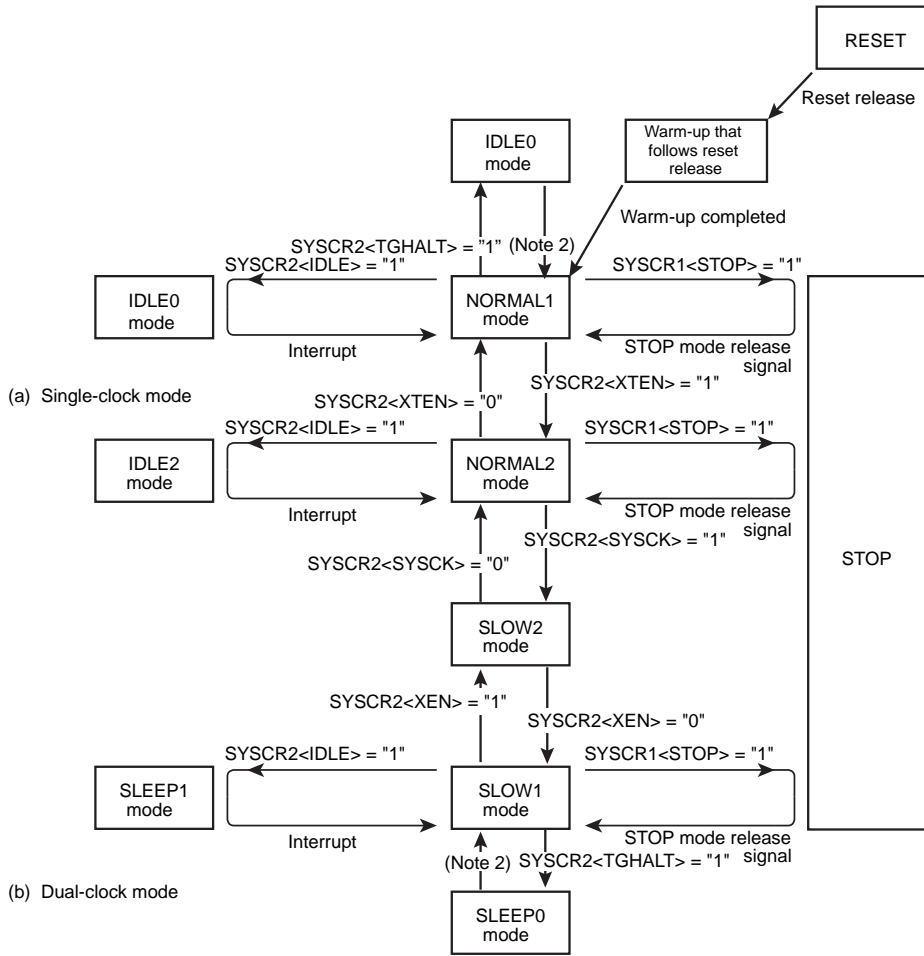 RESET
Reset release
IDLE0
mode
Warm-up that
follows reset
release
Warm-up completed
SYSCR2<TGHALT> = "1"
(Note 2)
SYSCR2<IDLE> = "1"
SYSCR1<STOP> = "1"
IDLE0
mode
NORMAL1
mode
Interrupt
STOP mode release
signal
SYSCR2<XTEN> = "1"
(a) Single-clock mode
SYSCR2<XTEN> = "0"
SYSCR2<IDLE> = "1"
SYSCR1<STOP> = "1"
IDLE2
mode
NORMAL2
mode
Interrupt
STOP mode release
signal
SYSCR2<SYSCK> = "1"
SYSCR2<SYSCK> = "0"
STOP
SLOW2
mode
SYSCR2<XEN> = "1"
SYSCR2<XEN> = "0"
SYSCR2<IDLE> = "1"
SYSCR1<STOP> = "1"
SLEEP1
mode
SLOW1
mode
Interrupt
STOP mode release
signal
(Note 2)
SYSCR2<TGHALT> = "1"
(b) Dual-clock mode
SLEEP0
mode